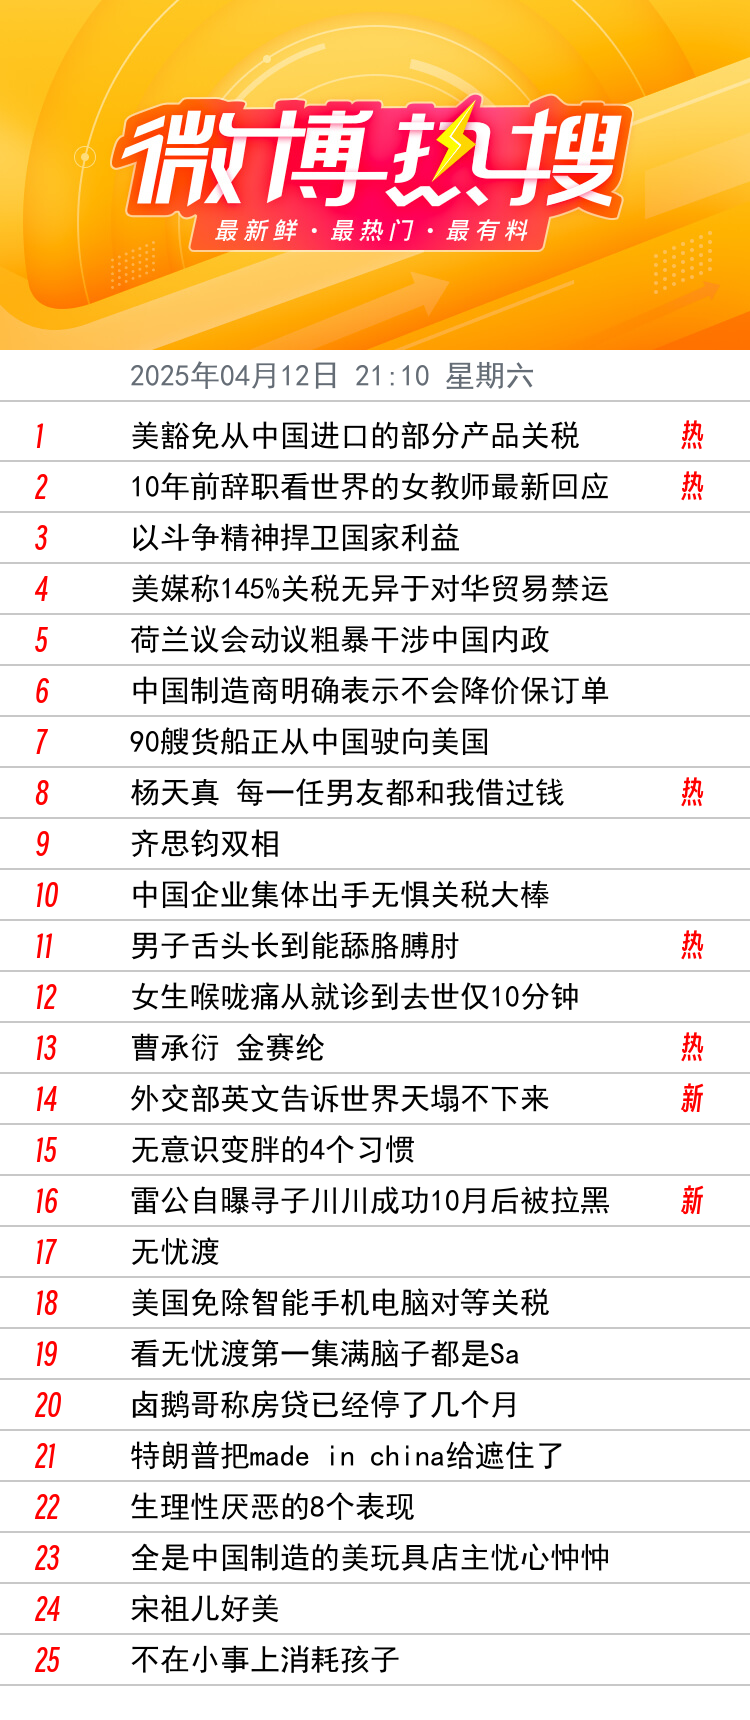 微博热搜
最新鲜·最热门·最有料
2025年04月12日 21:10 星期六
1 美豁免从中国进口的部分产品关税 热
2 10年前辞职看世界的女教师最新回应 热
3 以斗争精神捍卫国家利益
4 美媒称145%关税无异于对华贸易禁运
5 荷兰议会动议粗暴干涉中国内政
6 中国制造商明确表示不会降价保订单
7 90艘货船正从中国驶向美国
8 杨天真 每一任男友都和我借过钱 热
9 齐思钧双相
10 中国企业集体出手无惧关税大棒
11 男子舌头长到能舔胳膊肘 热
12 女生喉咙痛从就诊到去世仅10分钟
13 曹承衍 金赛纶 热
14 外交部英文告诉世界天塌不下来 新
15 无意识变胖的4个习惯
16 雷公自曝寻子川川成功10月后被拉黑 新
17 无忧渡
18 美国免除智能手机电脑对等关税
19 看无忧渡第一集满脑子都是Sa
20 卤鹅哥称房贷已经停了几个月
21 特朗普把made in china给遮住了
22 生理性厌恶的8个表现
23 全是中国制造的美玩具店主忧心忡忡
24 宋祖儿好美
25 不在小事上消耗孩子